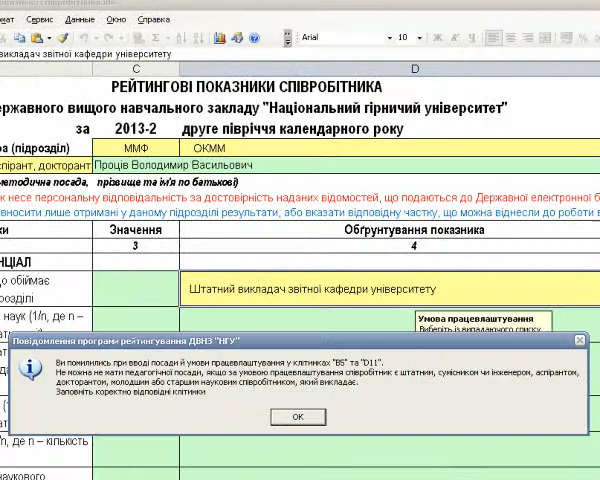 мат Сервис Данные Окно Справка
Arial 10 Ж К Ч
викладач звітної кафедри університету
C D
РЕЙТИНГОВІ ПОКАЗНИКИ СПІВРОБІТНИКА
державного вищого навчального закладу "Національний гірничий університет"
за 2013-2 друге півріччя календарного року
ра (підрозділ) ММФ ОКММ
спірант, докторант Проців Володимир Васильович
методична посада, прізвище та ім'я по батькові)
к несе персональну відповідальність за достовірність наданих відомостей, що подаються до Державної електронної б
вносити лише отримані у даному підрозділі результати, або вказати відповідну частку, що можна віднести до роботи в
ки Значення Обґрунтування показника
3 4
НЦІАЛ
що обіймає
розділі
Штатний викладач звітної кафедри університету
наук (1/n, де n –
Умова працевлаштування
Виберіть із випадаючого списку
Повідомлення програми рейтингування ДВНЗ "НГУ"
Ви помилились при вводі посади й умови працевлаштування у клітинках "B5" та "D11".
Не можна не мати педагогічної посади, якщо за умовою працевлаштування співробітник є штатним, сумісником чи інженером, аспірантом,
докторантом, молодшим або старшим науковим співробітником, який викладає.
Заповніть коректно відповідні клітинки
OK
/n, де n – кількість
наукового